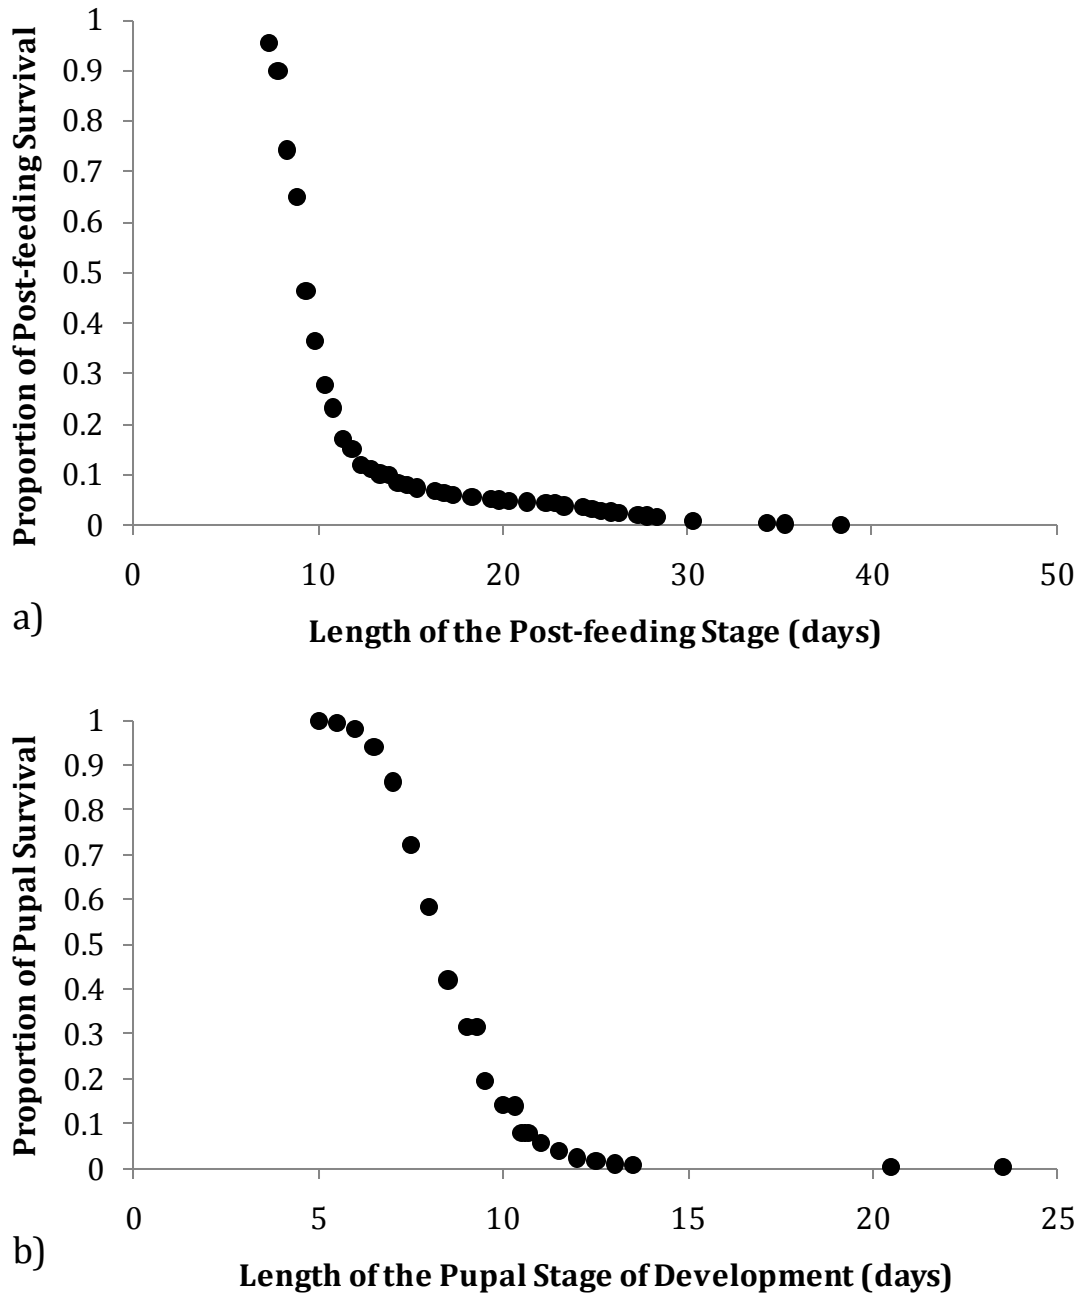 Proportion of Post-feeding Survival
1
0.9
0.8
0.7
0.6
0.5
0.4
0.3
0.2
0.1
0
0 10 20 30 40 50
a)
Length of the Post-feeding Stage (days)
Proportion of Pupal Survival
1
0.9
0.8
0.7
0.6
0.5
0.4
0.3
0.2
0.1
0
0 5 10 15 20 25
b)
Length of the Pupal Stage of Development (days)